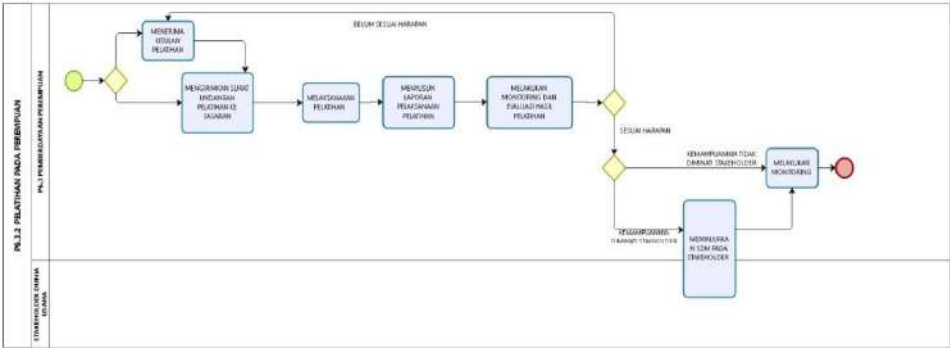 P6.3.2 PELATIHAN PADA PEREMPUAN
P6.3 PEMBERDAYAAN PEREMPUAN
STAKEHOLDER DUNIA
USAHA
BELUM SESUAI HARAPAN
MENERIMA
USULAN
PELATIHAN
MENGIRIMKAN SURAT
UNDANGAN
PELATIHAN KE
SASARAN
MELAKSANAKAN
PELATIHAN
MENYUSUN
LAPORAN
PELAKSANAAN
PELATIHAN
MELAKUKAN
MONITORING DAN
EVALUASI HASIL
PELATIHAN
SESUAI HARAPAN
KEMAMPUANNYA TIDAK
DIMINATI STAKEHOLDER
MELAKUKAN
MONITORING
KEMAMPUANNYA
DIMINATI STAKEHOLDER
N SDM PADA
STAKEHOLDER